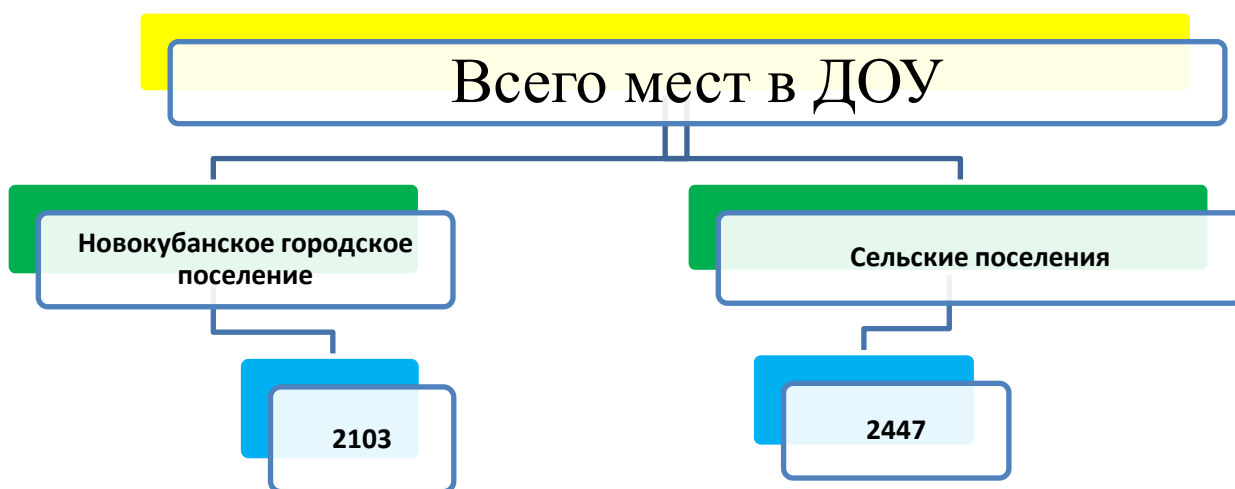 Всего мест в ДОУ
Новокубанское городское
поселение
Сельские поселения
2103
2447